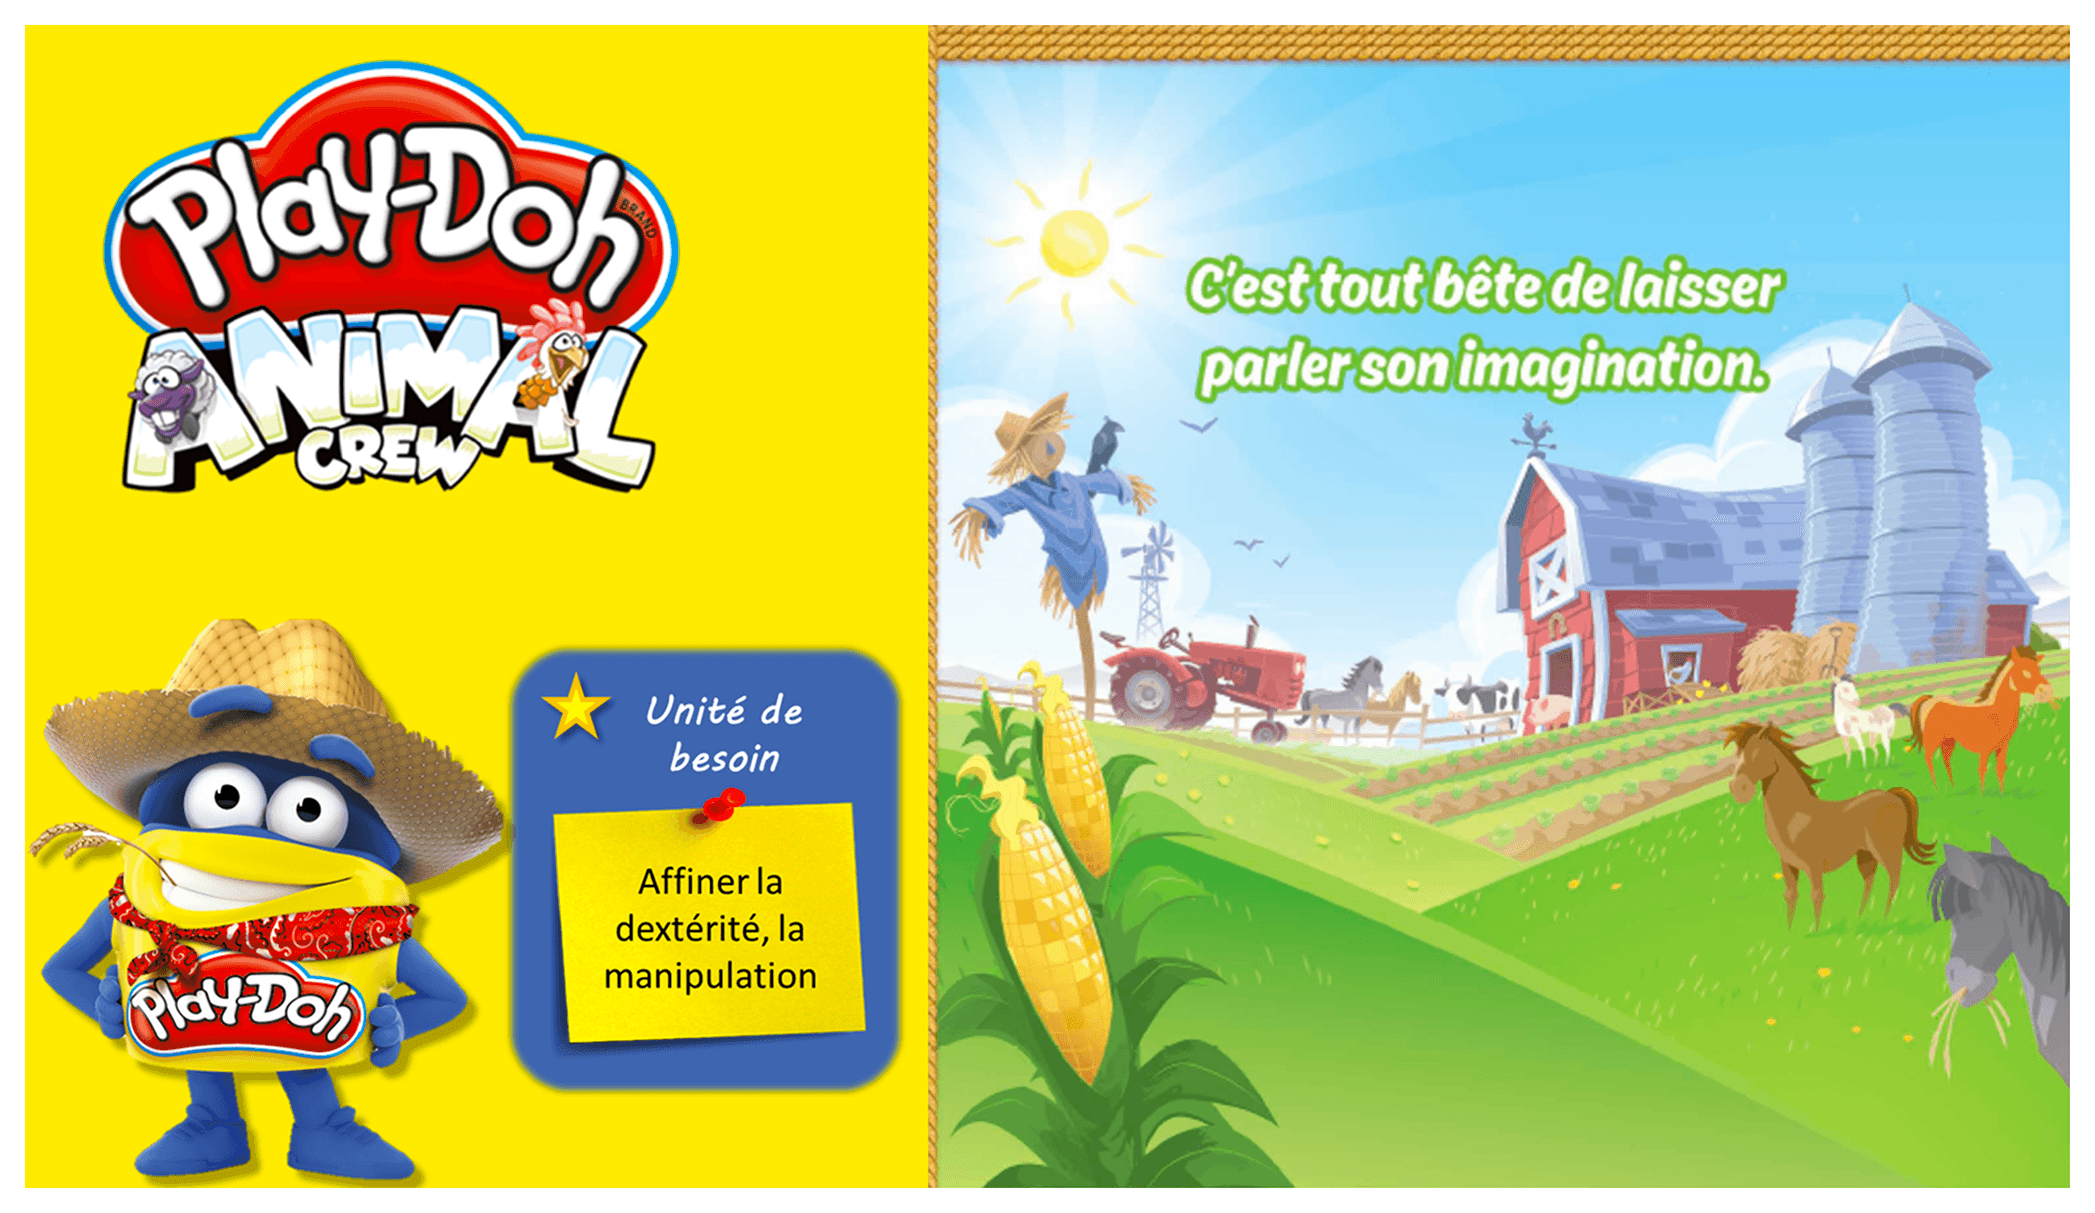 Play-Doh
BRAND
ANIMAL
CREW
C'est tout bête de laisser
parler son imagination.
Unité de
besoin
Affiner la
dextérité, la
manipulation
Play-Doh